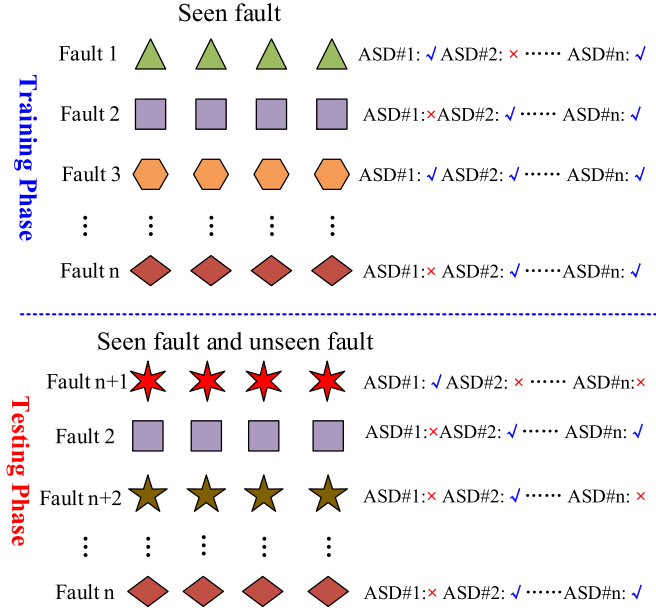 Seen fault
Training Phase
Fault 1 ASD#1: √ ASD#2: × ······ ASD#n: √
Fault 2 ASD#1:×ASD#2: √ ······ ASD#n: √
Fault 3 ASD#1: √ ASD#2: √ ······ ASD#n: √
Fault n ASD#1:× ASD#2: √ ······ ASD#n: √
Seen fault and unseen fault
Testing Phase
Fault n+1 ASD#1: √ ASD#2: × ······ ASD#n:×
Fault 2 ASD#1:×ASD#2: √ ······ ASD#n: √
Fault n+2 ASD#1: × ASD#2: √ ······ ASD#n: ×
Fault n ASD#1: × ASD#2: √ ······ ASD#n: √